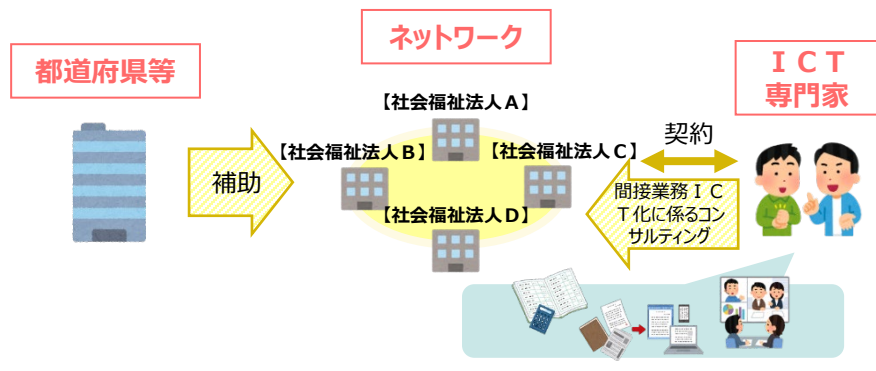 ネットワーク
都道府県等
ＩＣＴ
専門家
【社会福祉法人Ａ】
【社会福祉法人Ｂ】
【社会福祉法人Ｃ】
【社会福祉法人Ｄ】
補助
契約
間接業務ＩＣ
Ｔ化に係るコン
サルティング